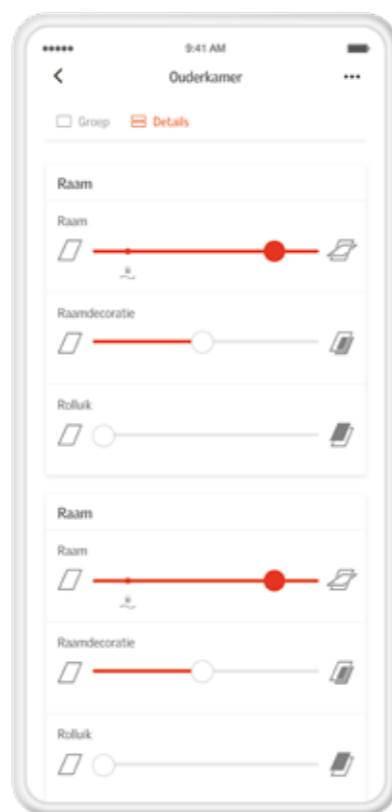 9:41 AM
Ouderkamer
Groep Details
Raam
Raam
Raamdecoratie
Rolluik
Raam
Raam
Raamdecoratie
Rolluik